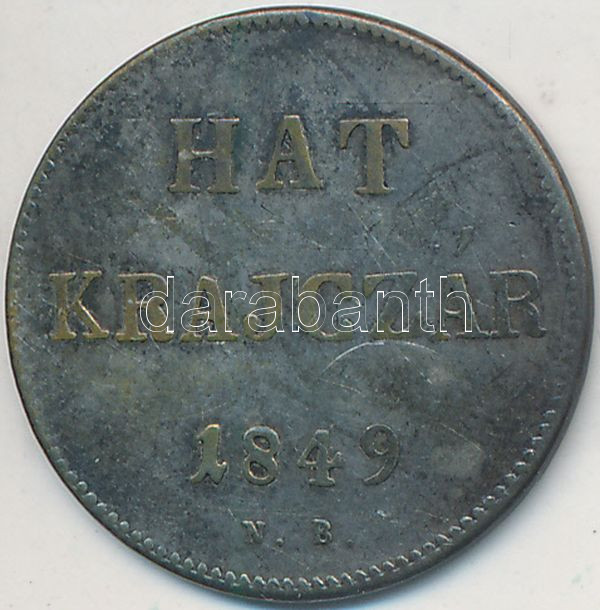 HAT
KRAJCZAR
darabanth
1849
N. B.